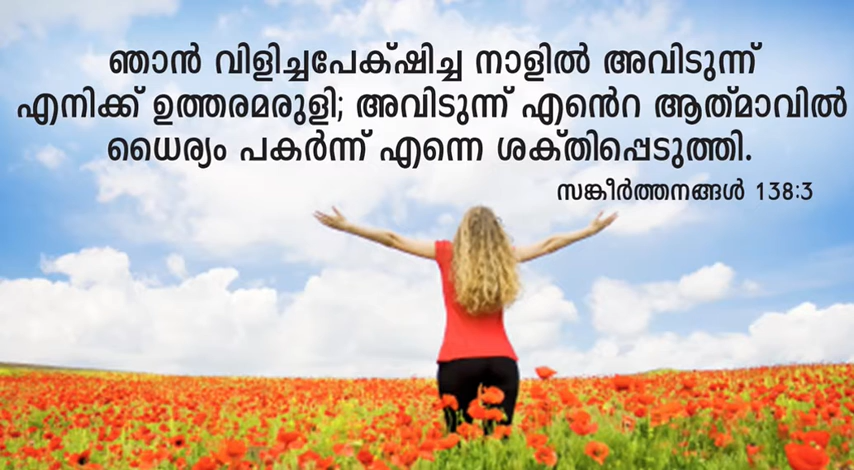 ഞാൻ വിളിച്ചപേക്ഷിച്ച നാളിൽ അവിടുന്ന്
എനിക്ക് ഉത്തരമരുളി; അവിടുന്ന് എന്റെ ആത്മാവിൽ
ധൈര്യം പകർന്ന് എന്നെ ശക്തിപ്പെടുത്തി.
സങ്കീർത്തനങ്ങൾ 138:3